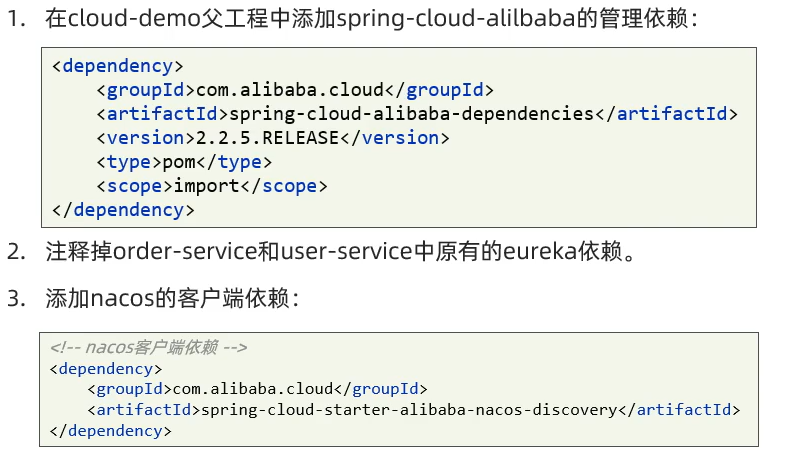 1. 在cloud-demo父工程中添加spring-cloud-alilbaba的管理依赖：
<dependency>
    <groupId>com.alibaba.cloud</groupId>
    <artifactId>spring-cloud-alibaba-dependencies</artifactId>
    <version>2.2.5.RELEASE</version>
    <type>pom</type>
    <scope>import</scope>
</dependency>
2. 注释掉order-service和user-service中原有的eureka依赖。
3. 添加nacos的客户端依赖：
<!-- nacos客户端依赖 -->
<dependency>
    <groupId>com.alibaba.cloud</groupId>
    <artifactId>spring-cloud-starter-alibaba-nacos-discovery</artifactId>
</dependency>